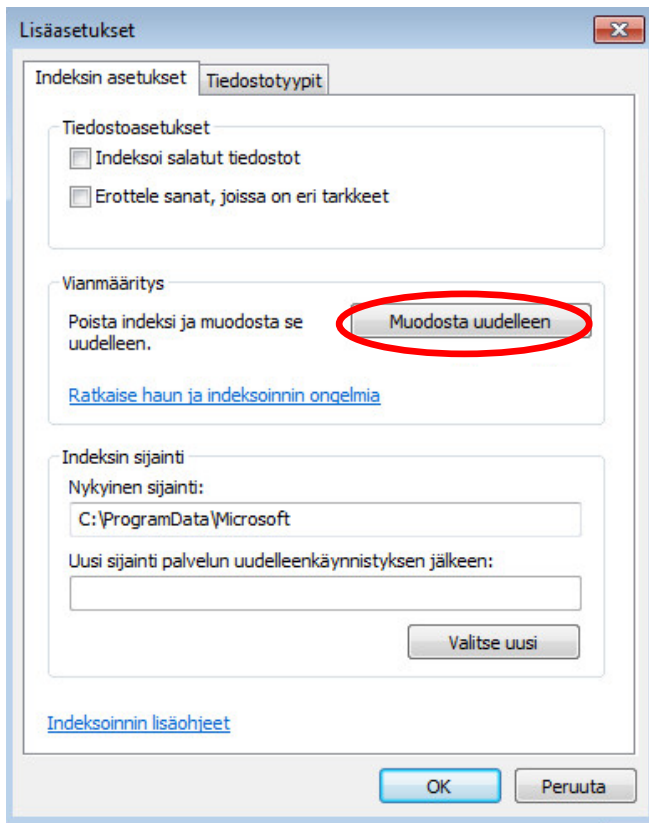 Lisäasetukset
Indeksin asetukset
Tiedostotyypit
Tiedostoasetukset
Indeksoi salatut tiedostot
Erottele sanat, joissa on eri tarkkeet
Vianmääritys
Poista indeksi ja muodosta se
uudelleen.
Muodosta uudelleen
Ratkaise haun ja indeksoinnin ongelmia
Indeksin sijainti
Nykyinen sijainti:
C:\ProgramData\Microsoft
Uusi sijainti palvelun uudelleenkäynnistyksen jälkeen:
Valitse uusi
Indeksoinnin lisäohjeet
OK
Peruuta